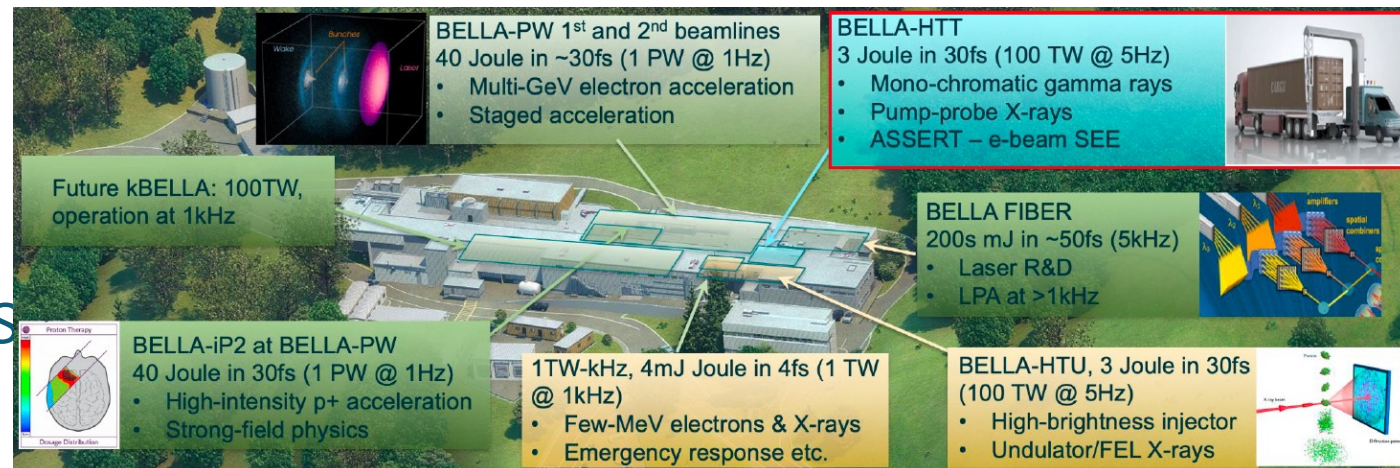 Wake
Bunches
Laser
BELLA-PW 1st and 2nd beamlines
40 Joule in ~30fs (1 PW @ 1Hz)
• Multi-GeV electron acceleration
• Staged acceleration
BELLA-HTT
3 Joule in 30fs (100 TW @ 5Hz)
• Mono-chromatic gamma rays
• Pump-probe X-rays
• ASSERT – e-beam SEE
Future kBELLA: 100TW,
operation at 1kHz
BELLA FIBER
200s mJ in ~50fs (5kHz)
• Laser R&D
• LPA at >1kHz
amplifiers
spatial
combiners
S
Proton Therapy
Dosage Distribution
BELLA-iP2 at BELLA-PW
40 Joule in 30fs (1 PW @ 1Hz)
• High-intensity p+ acceleration
• Strong-field physics
1TW-kHz, 4mJ Joule in 4fs (1 TW
@ 1kHz)
• Few-MeV electrons & X-rays
• Emergency response etc.
BELLA-HTU, 3 Joule in 30fs
(100 TW @ 5Hz)
• High-brightness injector
• Undulator/FEL X-rays